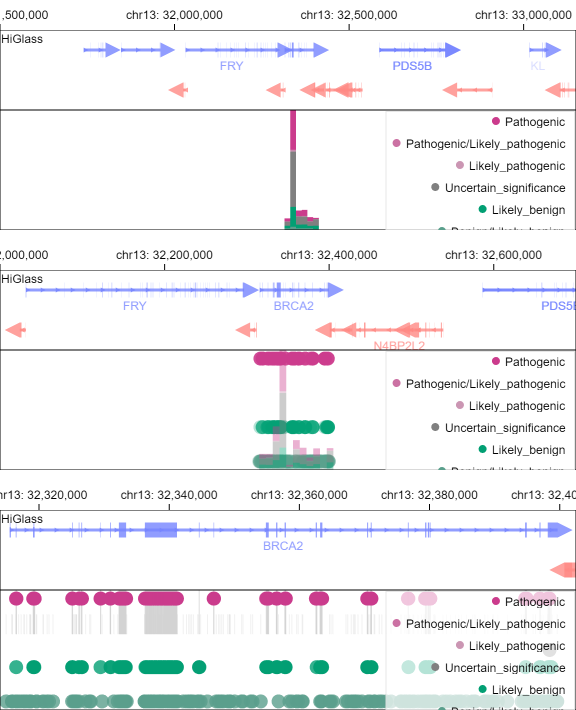 ,500,000 chr13: 32,000,000 chr13: 32,500,000 chr13: 33,000,000
HiGlass
FRY PDS5B KL
Pathogenic
Pathogenic/Likely_pathogenic
Likely_pathogenic
Uncertain_significance
Likely_benign
2,000,000 chr13: 32,200,000 chr13: 32,400,000 chr13: 32,600,000
HiGlass
FRY BRCA2 PDS5B
N4BP2L2
Pathogenic
Pathogenic/Likely_pathogenic
Likely_pathogenic
Uncertain_significance
Likely_benign
hr13: 32,320,000 chr13: 32,340,000 chr13: 32,360,000 chr13: 32,380,000 chr13: 32,40
HiGlass
BRCA2
Pathogenic
Pathogenic/Likely_pathogenic
Likely_pathogenic
Uncertain_significance
Likely_benign